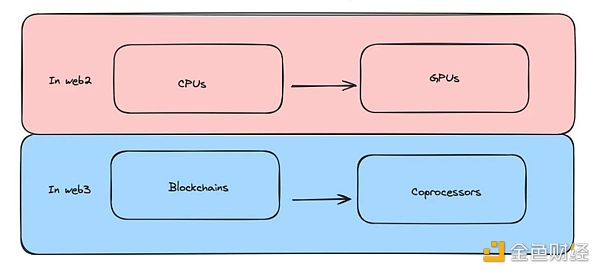 In web2
CPUs
GPUs
In web3
Blockchains
Coprocessors
金色财经